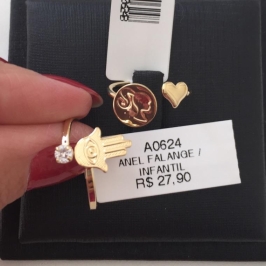 A0624
ANEL FALANGE /
INFANTIL
R$ 27,90